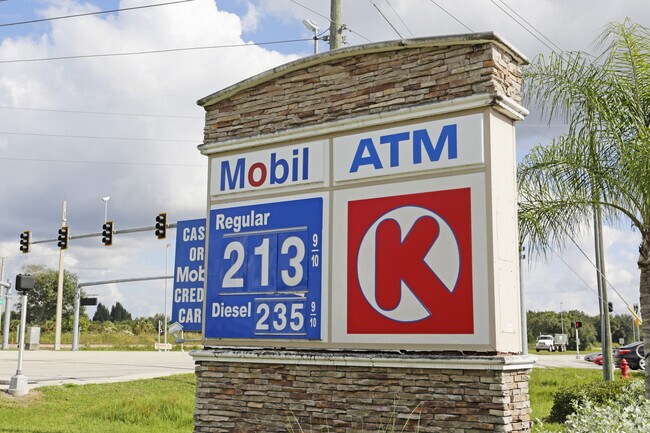 Mobil
ATM
Regular
213 9/10
Diesel 235 9/10
K
CAS
OR
Mob
CRED
CAR